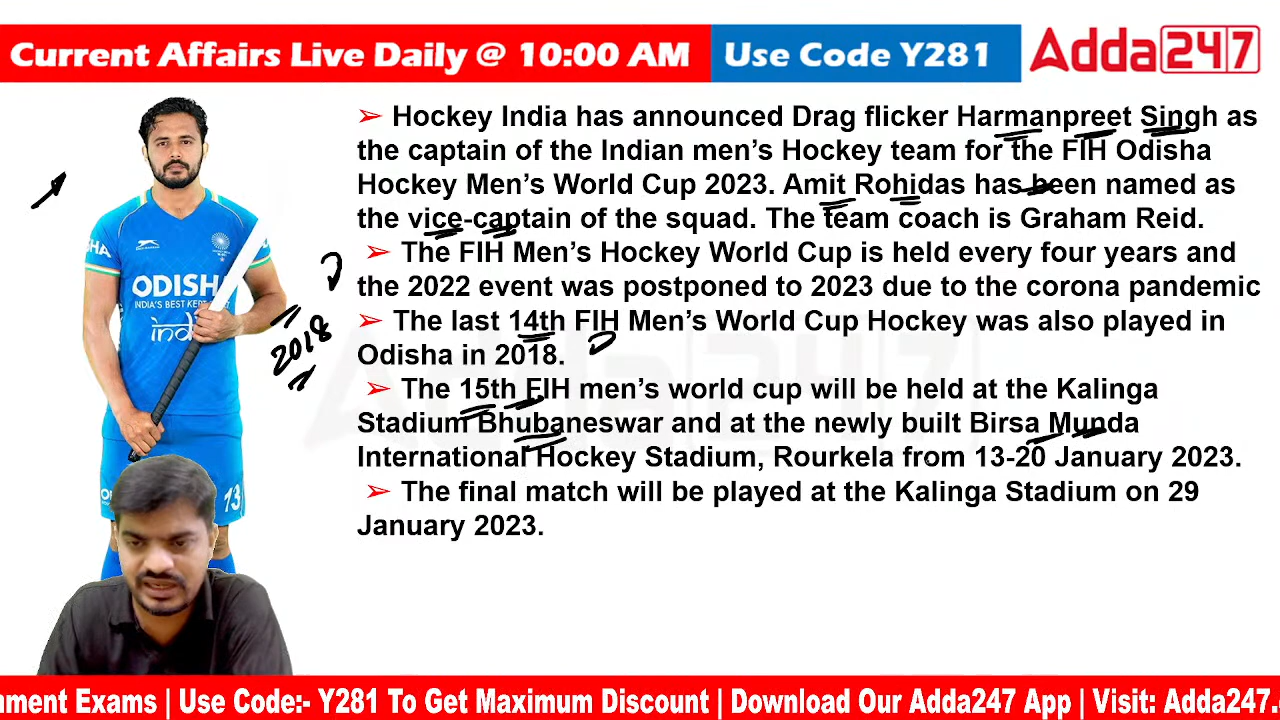 Current Affairs Live Daily @ 10:00 AM
Use Code Y281
Adda247
➢ Hockey India has announced Drag flicker Harmanpreet Singh as
the captain of the Indian men's Hockey team for the FIH Odisha
Hockey Men's World Cup 2023. Amit Rohidas has been named as
the vice-captain of the squad. The team coach is Graham Reid.
➢ The FIH Men's Hockey World Cup is held every four years and
the 2022 event was postponed to 2023 due to the corona pandemic
➢ The last 14th FIH Men's World Cup Hockey was also played in
Odisha in 2018.
➢ The 15th FIH men's world cup will be held at the Kalinga
Stadium Bhubaneswar and at the newly built Birsa Munda
International Hockey Stadium, Rourkela from 13-20 January 2023.
➢ The final match will be played at the Kalinga Stadium on 29
January 2023.
2018
ODISHA
INDIA'S BEST KEPT
indi
13
Adda247
nment Exams | Use Code:- Y281 To Get Maximum Discount | Download Our Adda247 App | Visit: Adda247.